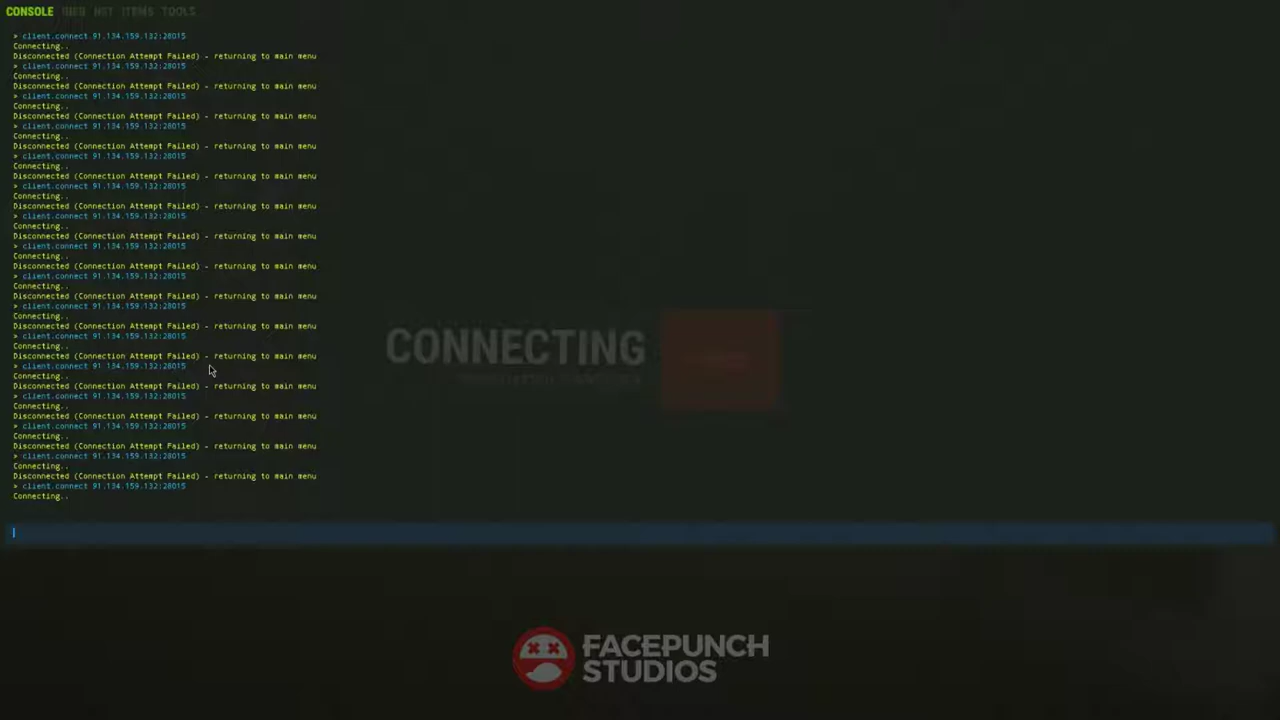 CONSOLE ITEMS TOOLS
> client.connect 91.134.159.132:28015
Connecting..
Disconnected (Connection Attempt Failed) - returning to main menu
> client.connect 91.134.159.132:28015
Connecting..
Disconnected (Connection Attempt Failed) - returning to main menu
> client.connect 91.134.159.132:28015
Connecting..
Disconnected (Connection Attempt Failed) - returning to main menu
> client.connect 91.134.159.132:28015
Connecting..
Disconnected (Connection Attempt Failed) - returning to main menu
> client.connect 91.134.159.132:28015
Connecting..
Disconnected (Connection Attempt Failed) - returning to main menu
> client.connect 91.134.159.132:28015
Connecting..
Disconnected (Connection Attempt Failed) - returning to main menu
> client.connect 91.134.159.132:28015
Connecting..
Disconnected (Connection Attempt Failed) - returning to main menu
> client.connect 91.134.159.132:28015
Connecting..
Disconnected (Connection Attempt Failed) - returning to main menu
> client.connect 91.134.159.132:28015
Connecting..
Disconnected (Connection Attempt Failed) - returning to main menu
> client.connect 91.134.159.132:28015
Connecting..
Disconnected (Connection Attempt Failed) - returning to main menu
> client.connect 91.134.159.132:28015
Connecting..
Disconnected (Connection Attempt Failed) - returning to main menu
> client.connect 91.134.159.132:28015
Connecting..
Disconnected (Connection Attempt Failed) - returning to main menu
> client.connect 91.134.159.132:28015
Connecting..
Disconnected (Connection Attempt Failed) - returning to main menu
> client.connect 91.134.159.132:28015
Connecting..
Disconnected (Connection Attempt Failed) - returning to main menu
> client.connect 91.134.159.132:28015
Connecting..
Disconnected (Connection Attempt Failed) - returning to main menu
> client.connect 91.134.159.132:28015
Connecting..
CONNECTING
FACEPUNCH
STUDIOS